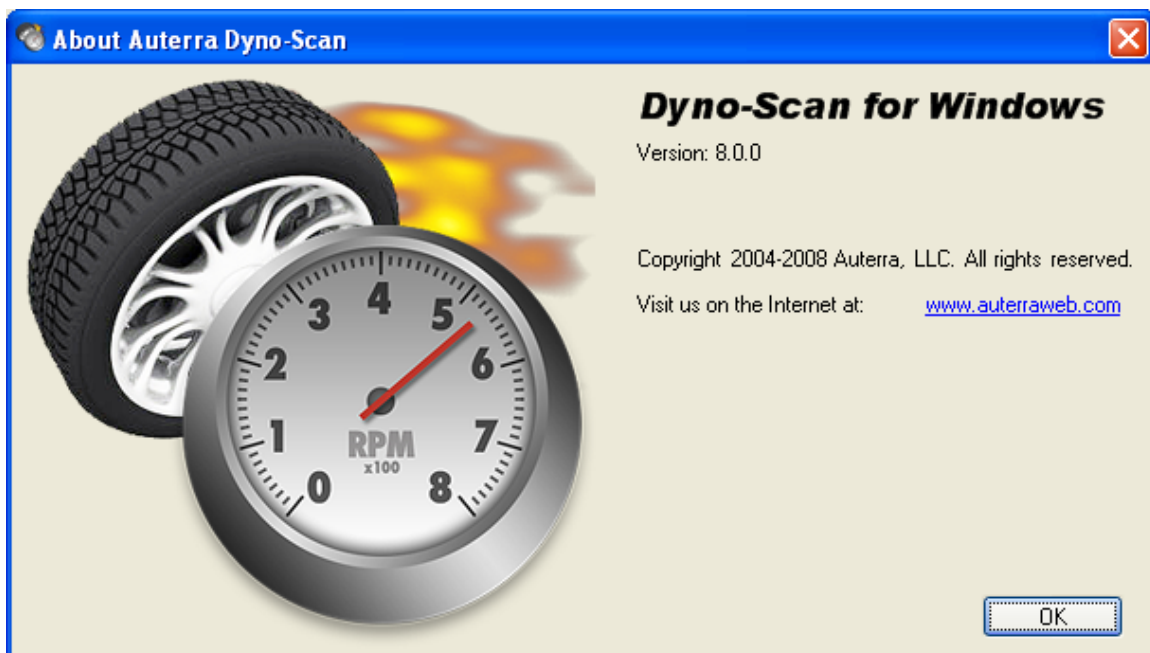 About Auterra Dyno-Scan
Dyno-Scan for Windows
Version: 8.0.0
Copyright 2004-2008 Auterra, LLC. All rights reserved.
Visit us on the Internet at: www.auterraweb.com
0
1
2
3
4
5
6
7
8
RPM
x100
OK